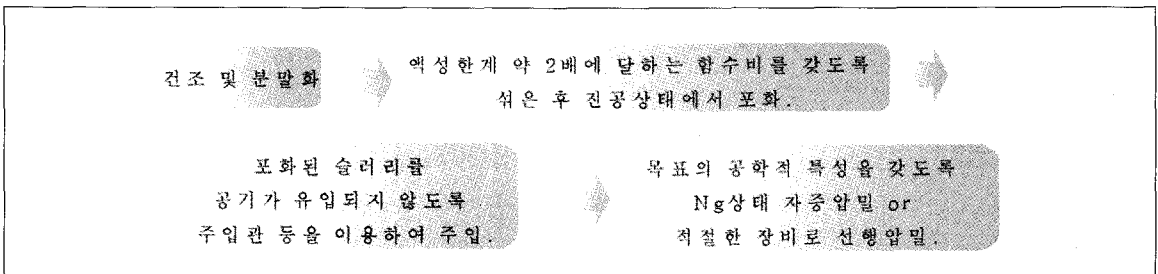 건조 및 분말화
액성한계 약 2배에 달하는 함수비를 갖도록
섞은 후 진공상태에서 포화.
포화된 슬러리를
공기가 유입되지 않도록
주입관 등을 이용하여 주입.
목표의 공학적 특성을 갖도록
Ng상태 자중압밀 or
적절한 장비로 선행압밀.